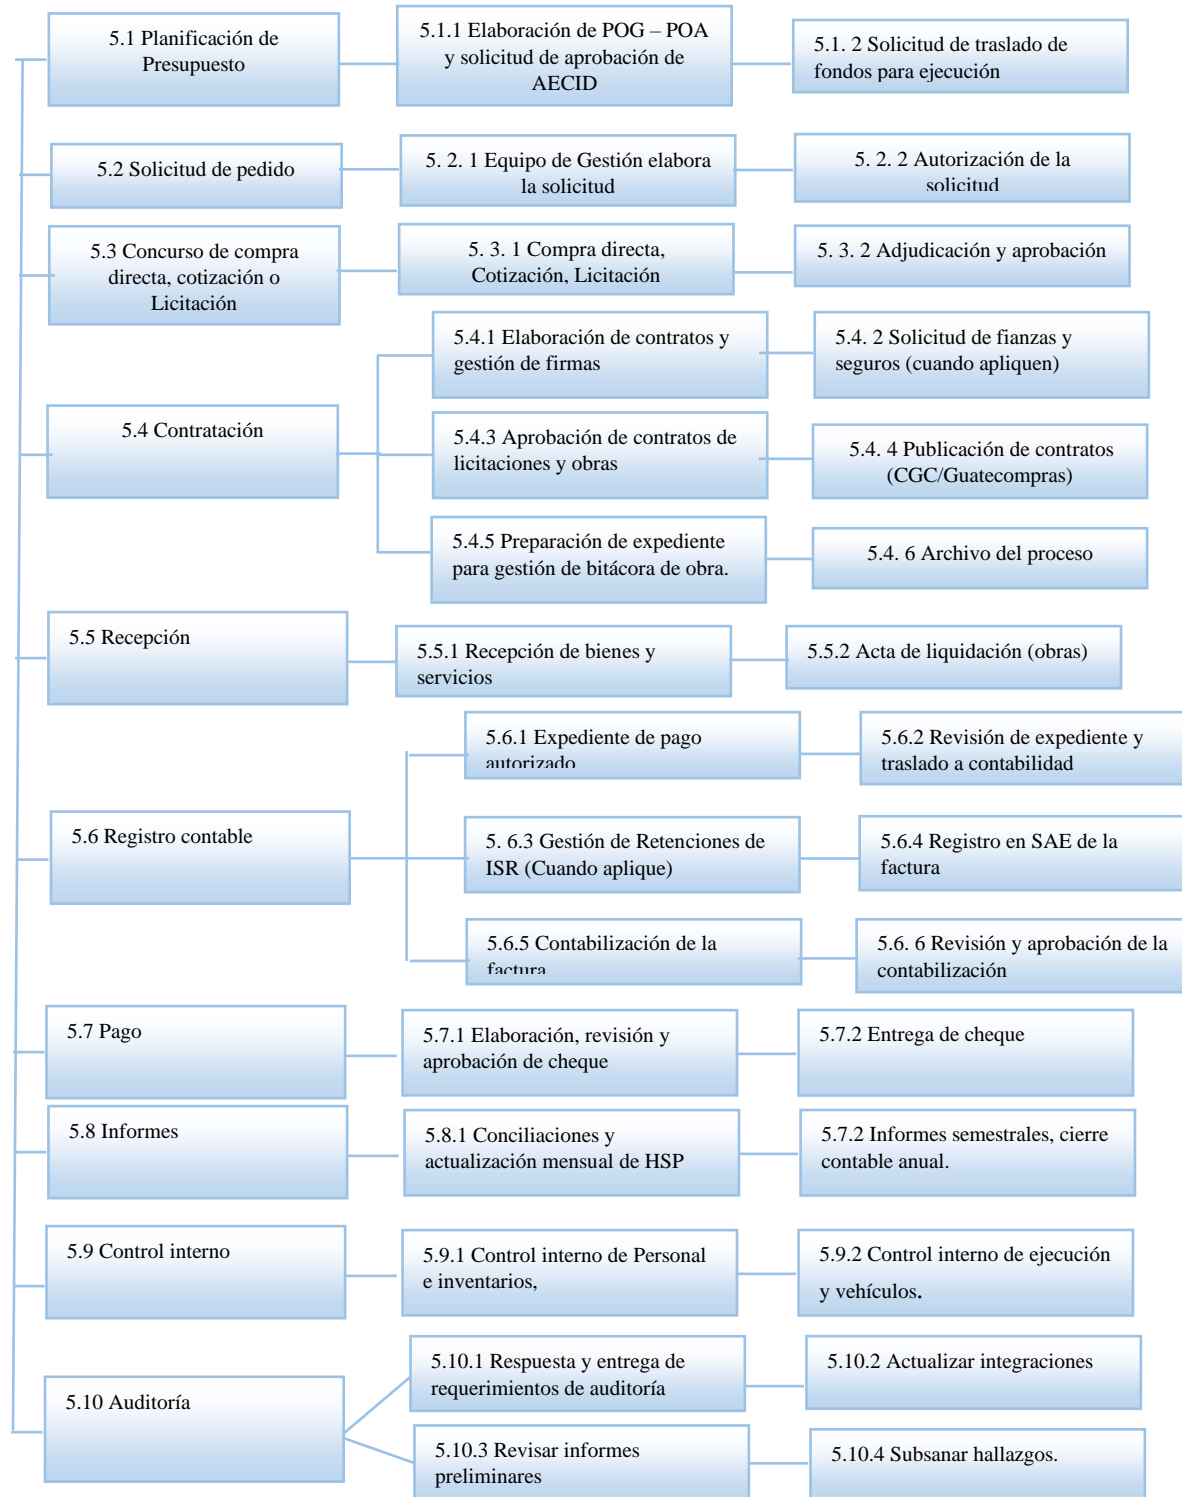 5.1 Planificación de
Presupuesto
5.1.1 Elaboración de POG – POA
y solicitud de aprobación de
AECID
5.1. 2 Solicitud de traslado de
fondos para ejecución
5.2 Solicitud de pedido
5. 2. 1 Equipo de Gestión elabora
la solicitud
5. 2. 2 Autorización de la
solicitud
5.3 Concurso de compra
directa, cotización o
Licitación
5. 3. 1 Compra directa,
Cotización, Licitación
5. 3. 2 Adjudicación y aprobación
5.4 Contratación
5.4.1 Elaboración de contratos y
gestión de firmas
5.4. 2 Solicitud de fianzas y
seguros (cuando apliquen)
5.4.3 Aprobación de contratos de
licitaciones y obras
5.4. 4 Publicación de contratos
(CGC/Guatecompras)
5.4.5 Preparación de expediente
para gestión de bitácora de obra.
5.4. 6 Archivo del proceso
5.5 Recepción
5.5.1 Recepción de bienes y
servicios
5.5.2 Acta de liquidación (obras)
5.6 Registro contable
5.6.1 Expediente de pago
autorizado
5.6.2 Revisión de expediente y
traslado a contabilidad
5. 6.3 Gestión de Retenciones de
ISR (Cuando aplique)
5.6.4 Registro en SAE de la
factura
5.6.5 Contabilización de la
factura
5.6. 6 Revisión y aprobación de la
contabilización
5.7 Pago
5.7.1 Elaboración, revisión y
aprobación de cheque
5.7.2 Entrega de cheque
5.8 Informes
5.8.1 Conciliaciones y
actualización mensual de HSP
5.7.2 Informes semestrales, cierre
contable anual.
5.9 Control interno
5.9.1 Control interno de Personal
e inventarios,
5.9.2 Control interno de ejecución
y vehículos.
5.10 Auditoría
5.10.1 Respuesta y entrega de
requerimientos de auditoría
5.10.2 Actualizar integraciones
5.10.3 Revisar informes
preliminares
5.10.4 Subsanar hallazgos.